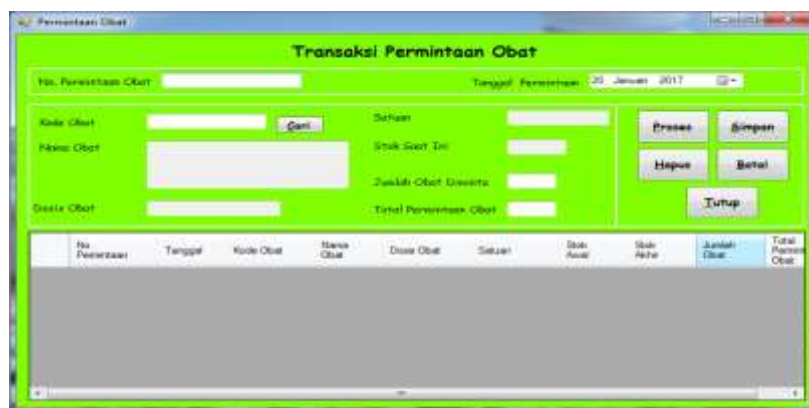 Permintaan Obat
Transaksi Permintaan Obat
No. Permintaan Obat
Tanggal Permintaan 20 Januari 2017
Kode Obat
Cari
Satuan
Nama Obat
Stok Saat Ini
Jumlah Obat Diminta
Dosis Obat
Total Permintaan Obat
Proses Simpan
Hapus Batal
Tutup
No Permintaan Tanggal Kode Obat Nama Obat Dosis Obat Satuan Stok Awal Stok Akhir Jumlah Obat Total Obat